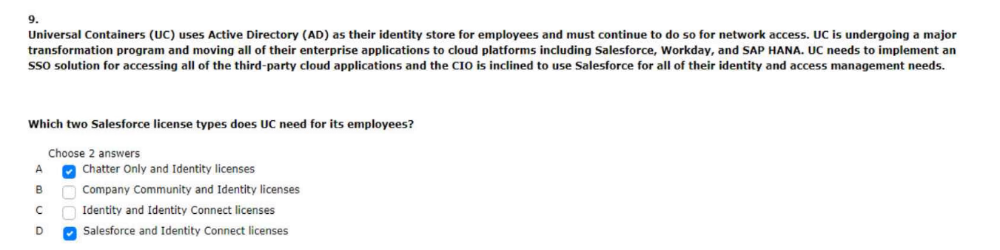 9.
Universal Containers (UC) uses Active Directory (AD) as their identity store for employees and must continue to do so for network access. UC is undergoing a major
transformation program and moving all of their enterprise applications to cloud platforms including Salesforce, Workday, and SAP HANA. UC needs to implement an
SSO solution for accessing all of the third-party cloud applications and the CIO is inclined to use Salesforce for all of their identity and access management needs.
Which two Salesforce license types does UC need for its employees?
Choose 2 answers
A Chatter Only and Identity licenses
B Company Community and Identity licenses
C Identity and Identity Connect licenses
D Salesforce and Identity Connect licenses